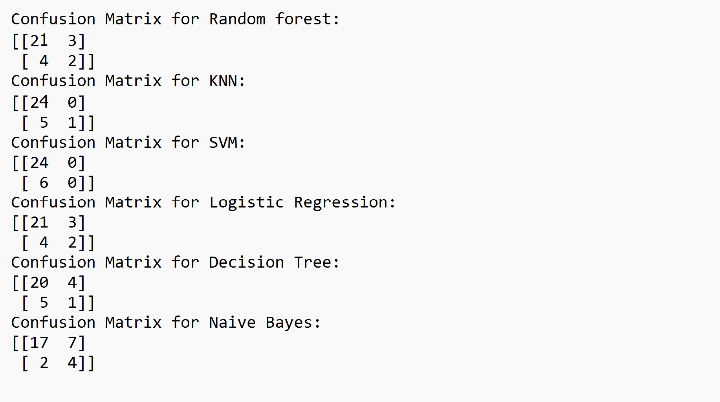 Confusion Matrix for Random forest:
[[21  3]
 [ 4  2]]
Confusion Matrix for KNN:
[[24  0]
 [ 5  1]]
Confusion Matrix for SVM:
[[24  0]
 [ 6  0]]
Confusion Matrix for Logistic Regression:
[[21  3]
 [ 4  2]]
Confusion Matrix for Decision Tree:
[[20  4]
 [ 5  1]]
Confusion Matrix for Naive Bayes:
[[17  7]
 [ 2  4]]